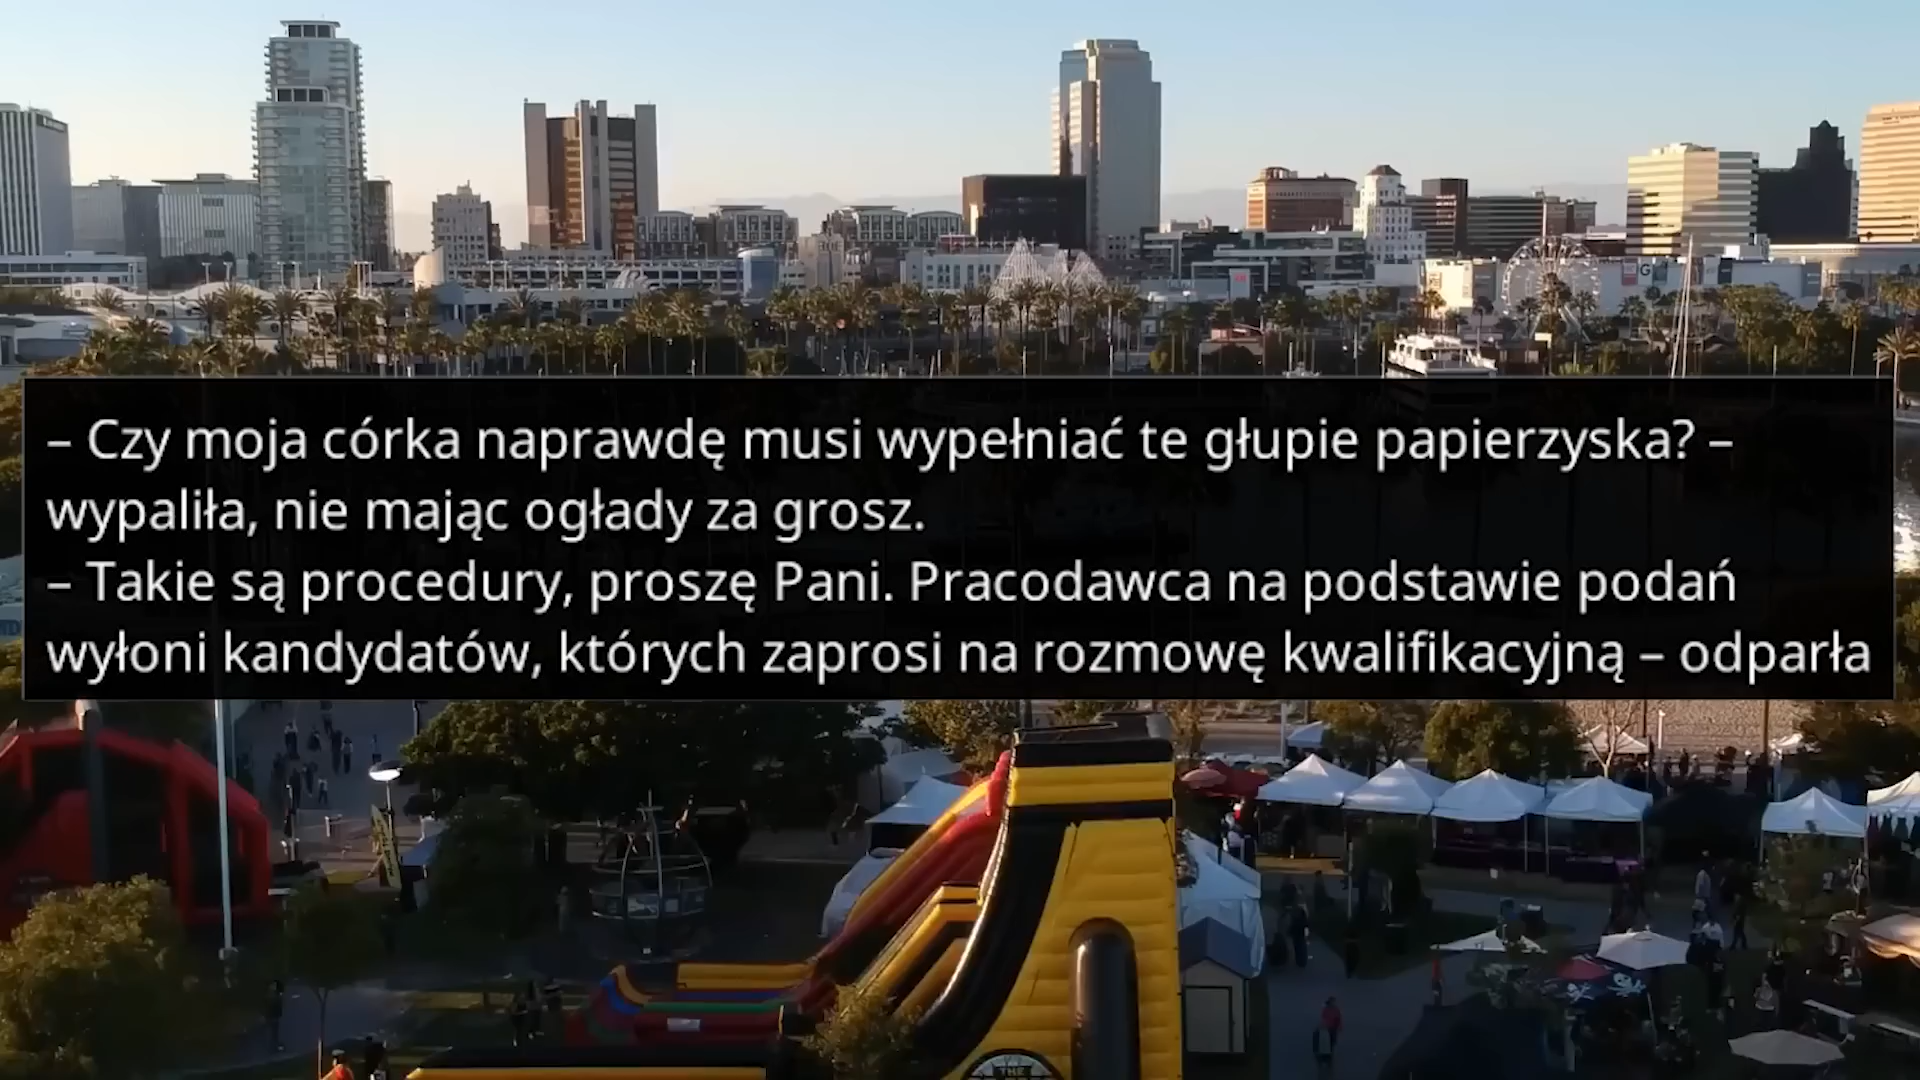 – Czy moja córka naprawdę musi wypełniać te głupie papierzyska? –
wypaliła, nie mając ogłady za grosz.
– Takie są procedury, proszę Pani. Pracodawca na podstawie podań
wyłoni kandydatów, których zaprosi na rozmowę kwalifikacyjną – odparła
G
THE